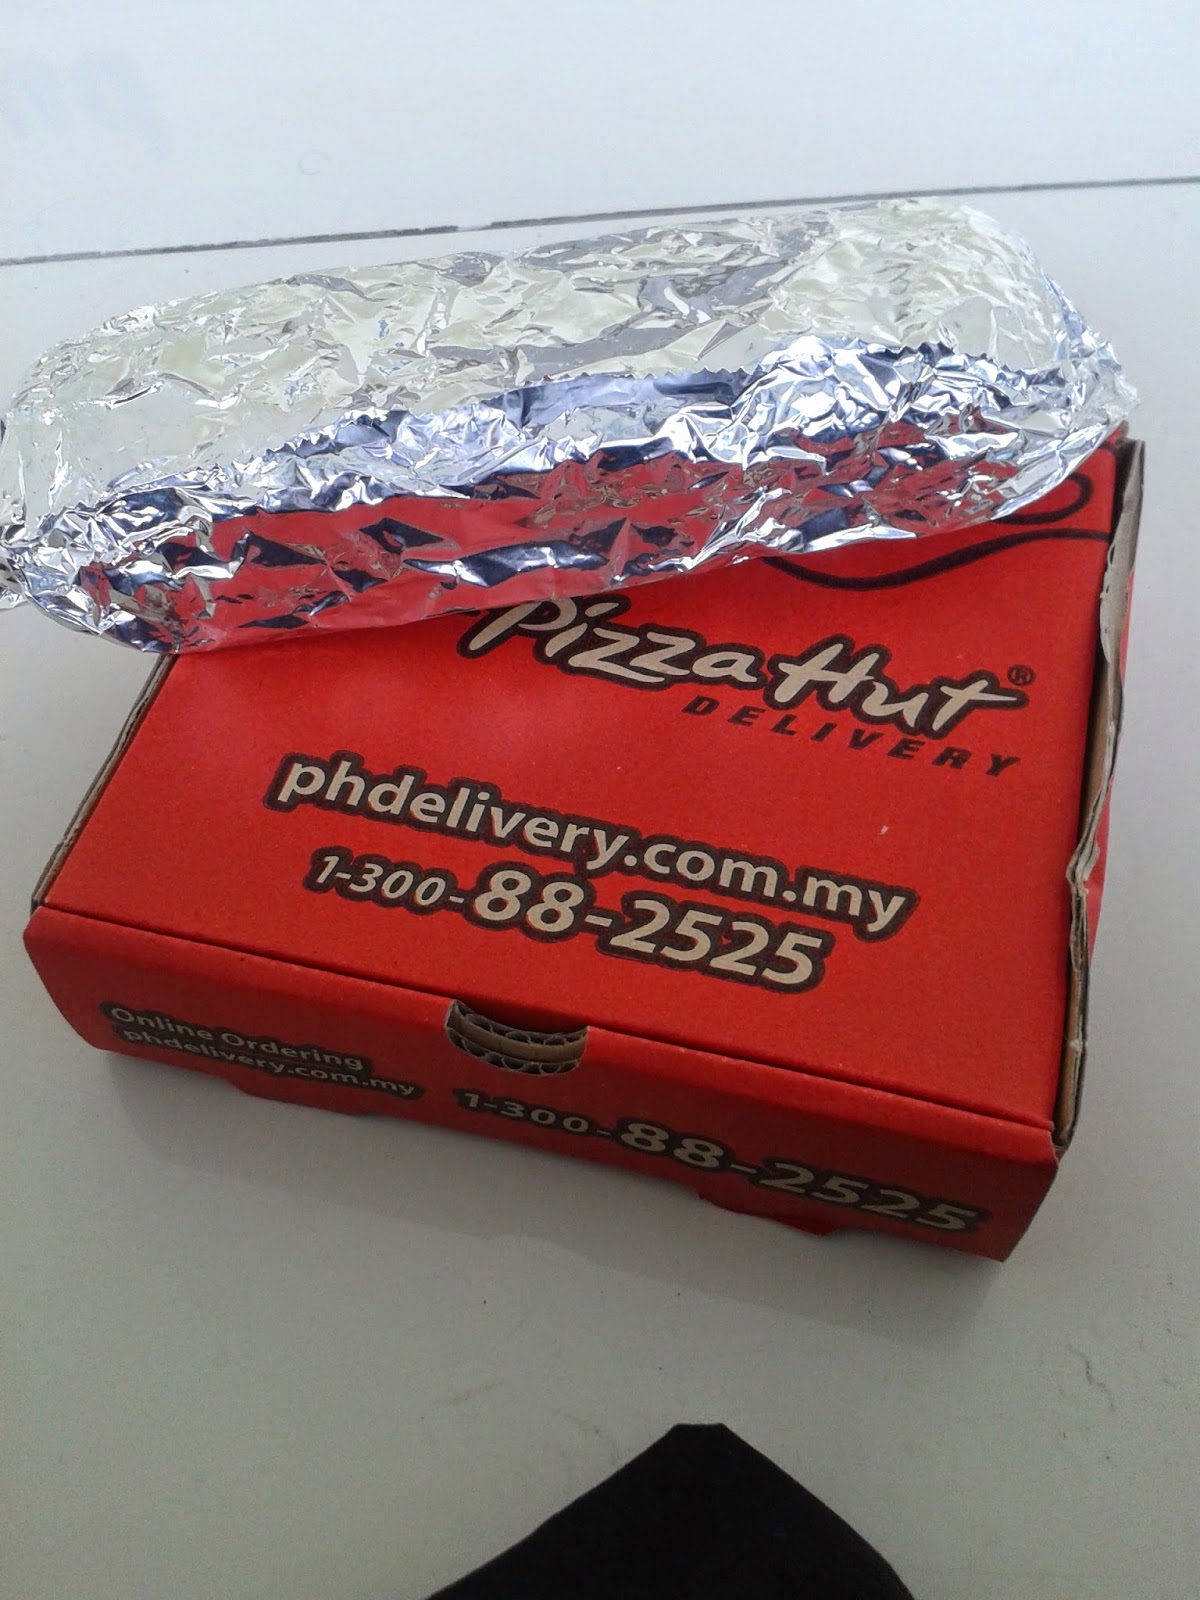 Pizza Hut®
DELIVERY
phdelivery.com.my
1-300-88-2525
Online Ordering
phdelivery.com.my
1-300-88-2525